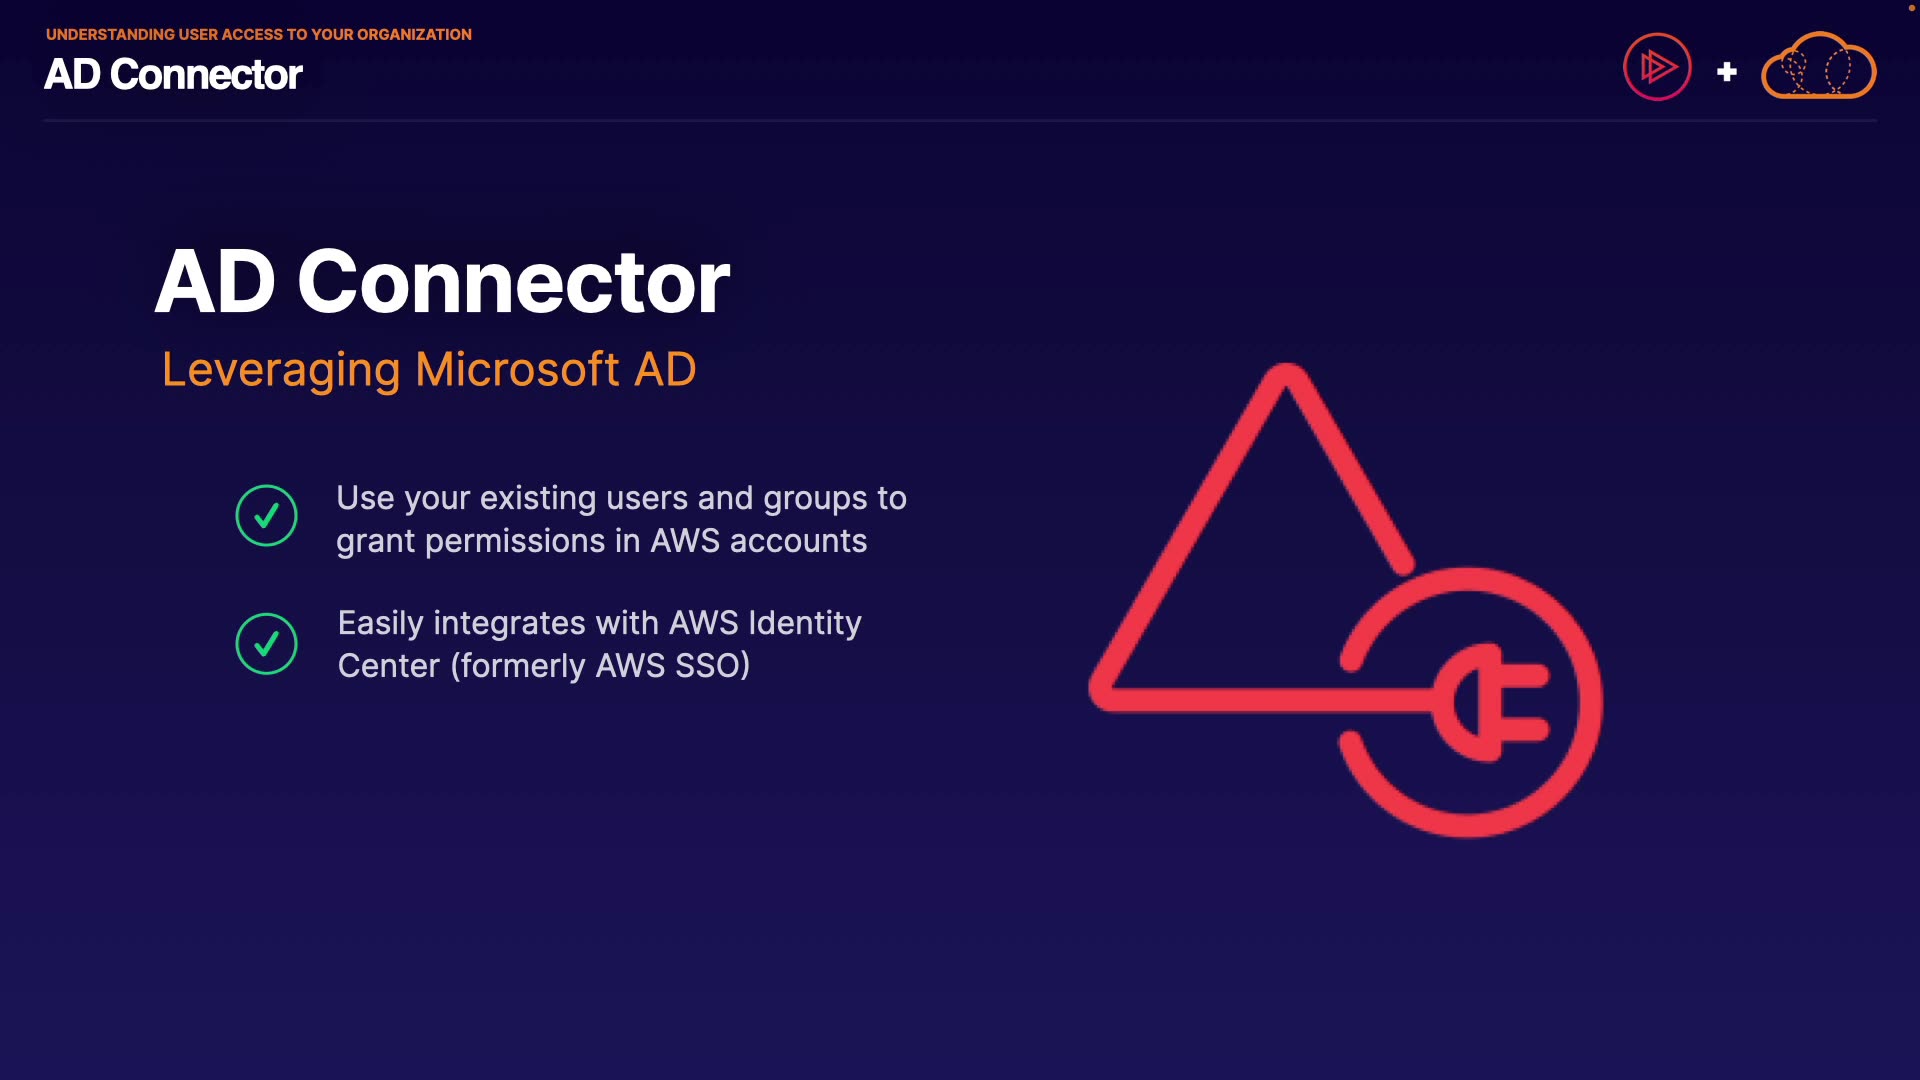 UNDERSTANDING USER ACCESS TO YOUR ORGANIZATION
AD Connector
AD Connector
Leveraging Microsoft AD
Use your existing users and groups to
grant permissions in AWS accounts
Easily integrates with AWS Identity
Center (formerly AWS SSO)